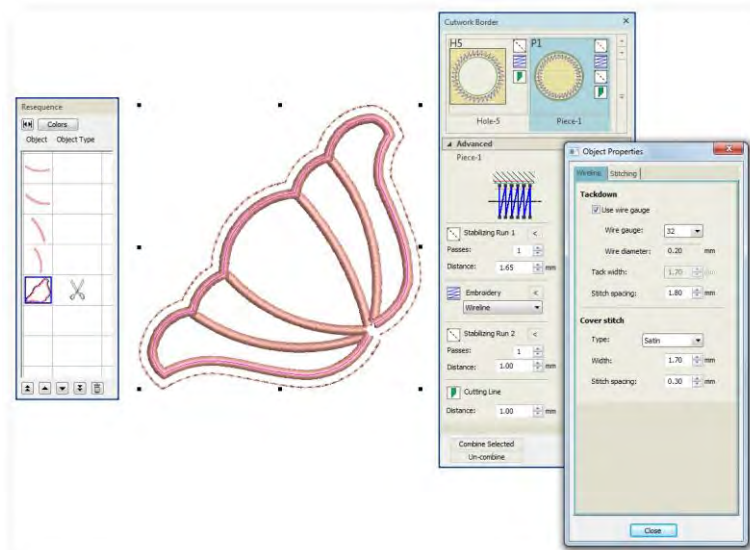 Resequence
Colors
Object Object Type
Cutwork Border
H5 P1
Hole-5 Piece-1
Advanced
Piece-1
Stabilizing Run 1 <
Passes: 1
Distance: 1.65 mm
Embroidery <
Wireline
Stabilizing Run 2 <
Passes: 1
Distance: 1.00 mm
Cutting Line
Distance: 1.00 mm
Combine Selected
Un-combine
Object Properties
Wireline Stitching
Tackdown
Use wire gauge
Wire gauge: 32
Wire diameter: 0.20 mm
Tack width: 1.70 mm
Stitch spacing: 1.80 mm
Cover stitch
Type: Satin
Width: 1.70 mm
Stitch spacing: 0.30 mm
Close